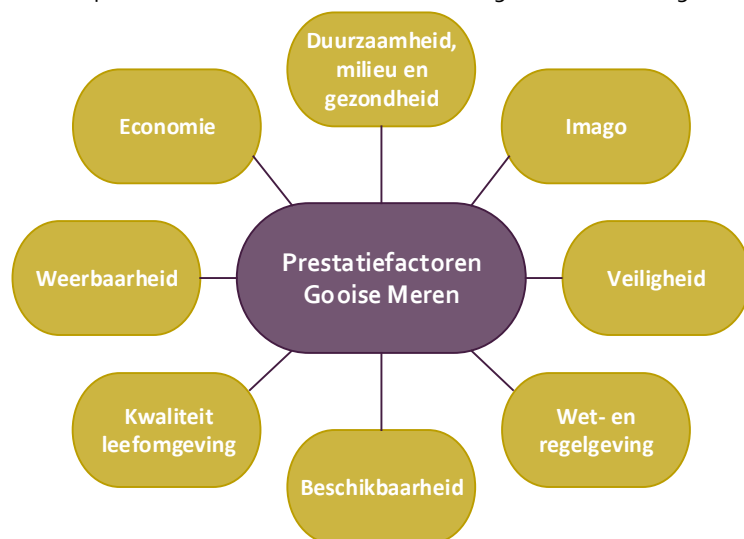 Duurzaamheid,
milieu en
gezondheid
Economie
Imago
Weerbaarheid
Prestatiefactoren
Gooise Meren
Veiligheid
Kwaliteit
leefomgeving
Wet- en
regelgeving
Beschikbaarheid